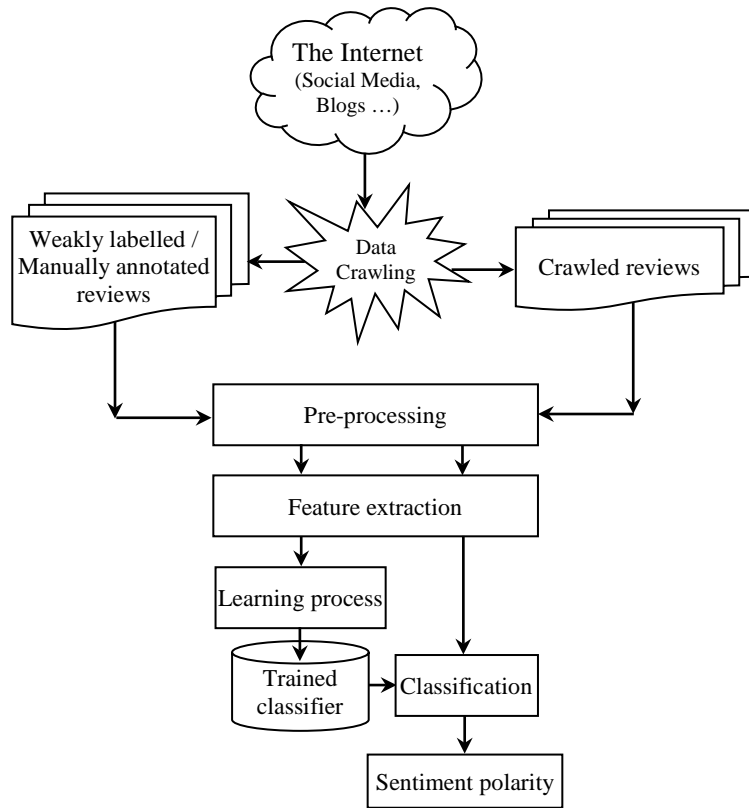 The Internet
(Social Media,
Blogs …)
Data
Crawling
Weakly labelled /
Manually annotated
reviews
Crawled reviews
Pre-processing
Feature extraction
Learning process
Trained
classifier
Classification
Sentiment polarity